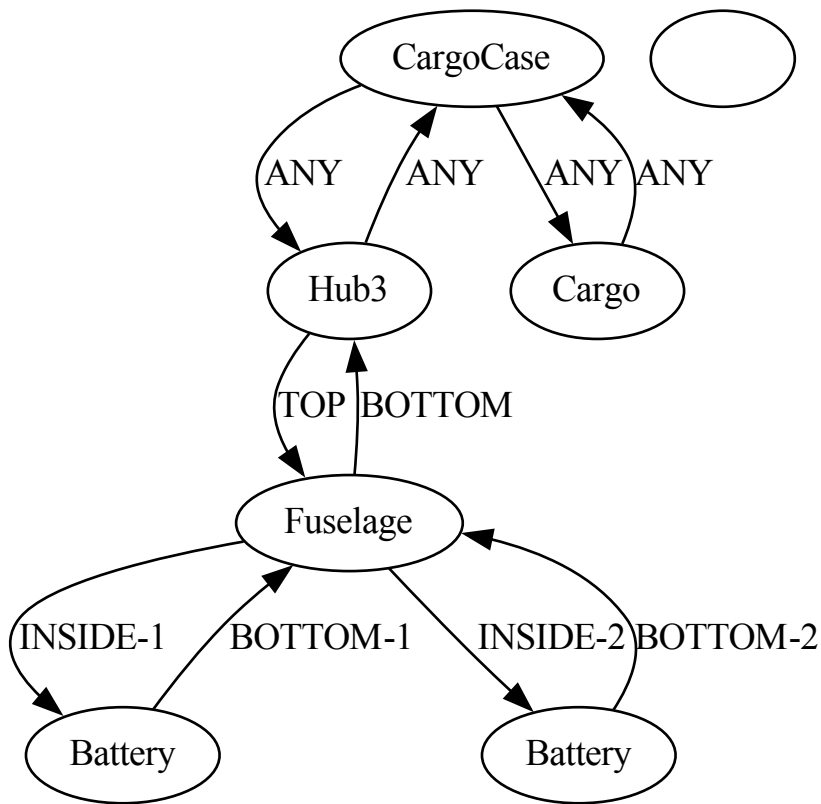 CargoCase
ANY
ANY
ANY
ANY
Hub3
Cargo
TOP
BOTTOM
Fuselage
INSIDE-1
BOTTOM-1
INSIDE-2
BOTTOM-2
Battery
Battery